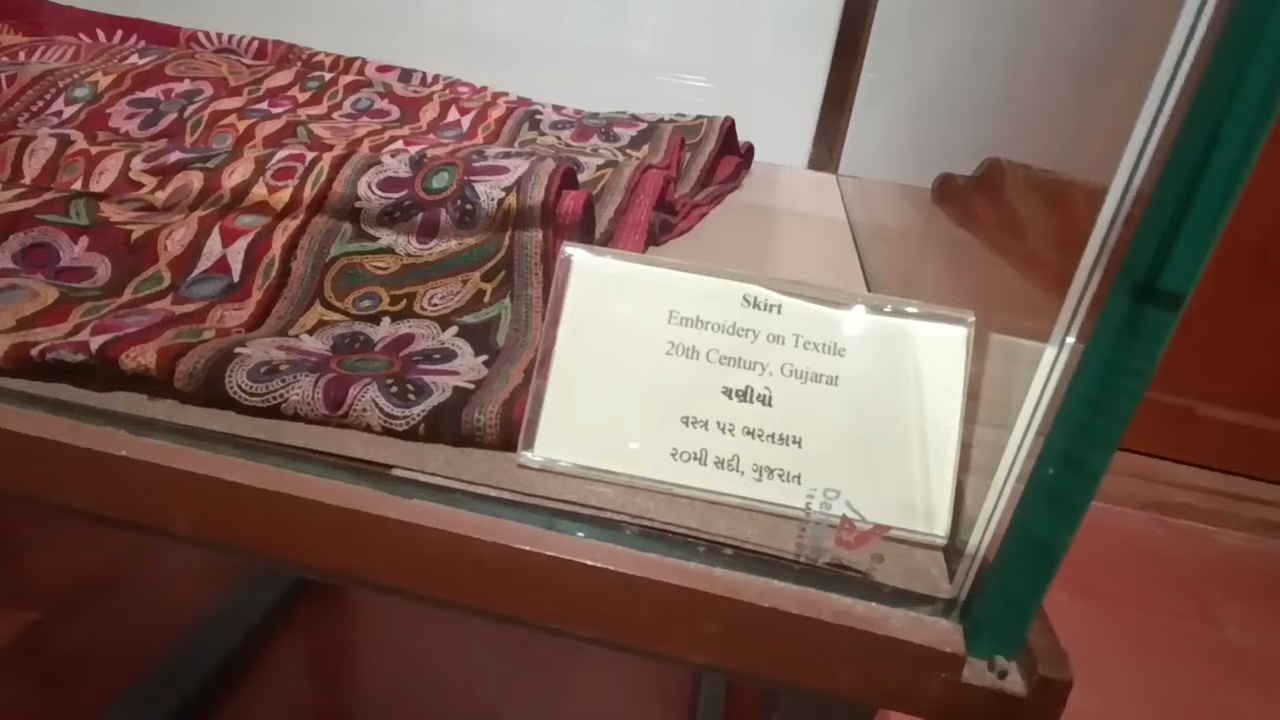 Skirt
Embroidery on Textile
20th Century, Gujarat
ચણીયો
વસ્ત્ર પર ભરતકામ
૨૦મી સદી, ગુજરાત